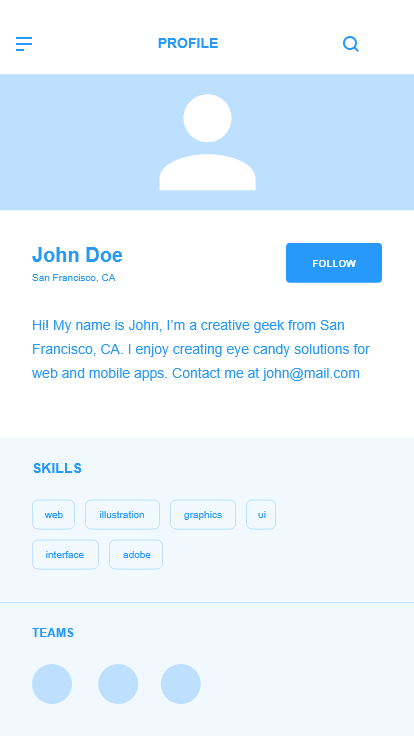 PROFILE
John Doe
FOLLOW
San Francisco, CA
Hi! My name is John, I'm a creative geek from San
Francisco, CA. I enjoy creating eye candy solutions for
web and mobile apps. Contact me at john@mail.com
SKILLS
web illustration graphics ui
interface adobe
TEAMS